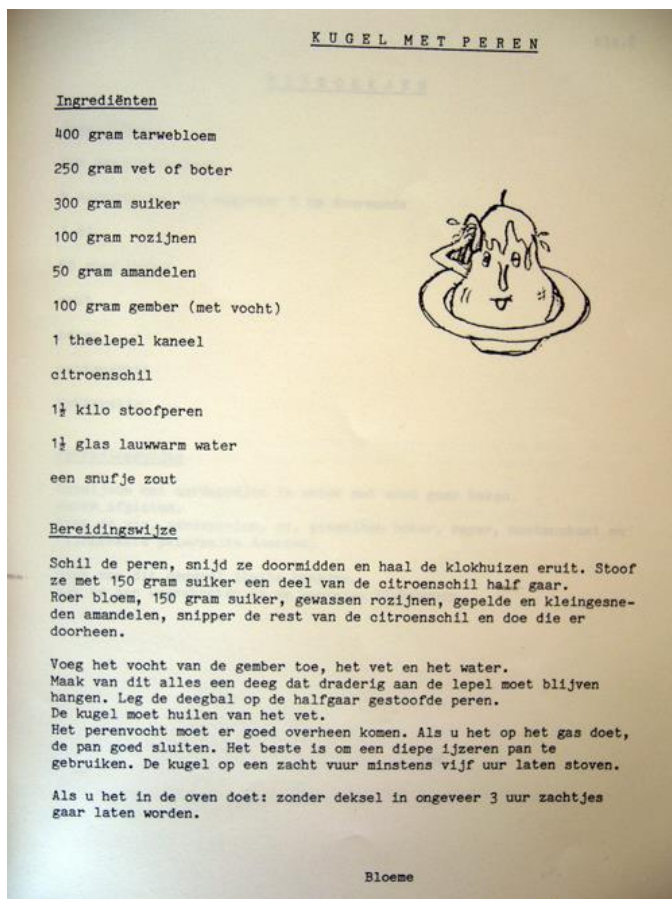 KUGEL MET PEREN
Ingrediënten
400 gram tarwebloem
250 gram vet of boter
300 gram suiker
100 gram rozijnen
50 gram amandelen
100 gram gember (met vocht)
1 theelepel kaneel
citroenschil
1½ kilo stoofperen
1½ glas lauwwarm water
een snufje zout
Bereidingswijze
Schil de peren, snijd ze doormidden en haal de klokhuizen eruit. Stoof
ze met 150 gram suiker een deel van de citroenschil half gaar.
Roer bloem, 150 gram suiker, gewassen rozijnen, gepelde en kleingesne-
den amandelen, snipper de rest van de citroenschil en doe die er
doorheen.
Voeg het vocht van de gember toe, het vet en het water.
Maak van dit alles een deeg dat draderig aan de lepel moet blijven
hangen. Leg de deegbal op de halfgaar gestoofde peren.
De kugel moet huilen van het vet.
Het perenvocht moet er goed overheen komen. Als u het op het gas doet,
de pan goed sluiten. Het beste is om een diepe ijzeren pan te
gebruiken. De kugel op een zacht vuur minstens vijf uur laten stoven.
Als u het in de oven doet: zonder deksel in ongeveer 3 uur zachtjes
gaar laten worden.
Bloeme